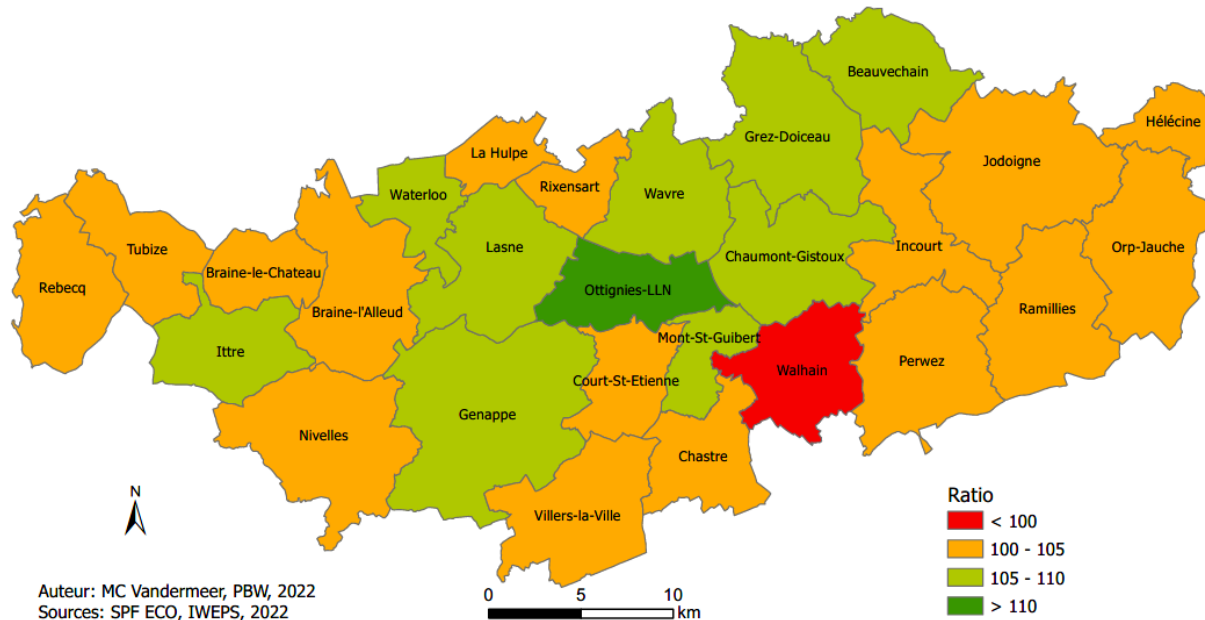 Beauvechain
Hélécine
Grez-Doiceau
La Hulpe
Jodoigne
Rixensart
Waterloo
Wavre
Tubize
Lasne
Incourt
Orp-Jauche
Chaumont-Gistoux
Braine-le-Chateau
Rebecq
Ottignies-LLN
Braine-l'Alleud
Ramillies
Mont-St-Guibert
Ittre
Perwez
Walhain
Court-St-Etienne
Genappe
Nivelles
Chastre
Villers-la-Ville
N
Ratio
< 100
100 - 105
105 - 110
> 110
Auteur: MC Vandermeer, PBW, 2022
Sources: SPF ECO, IWEPS, 2022
0 5 10
km